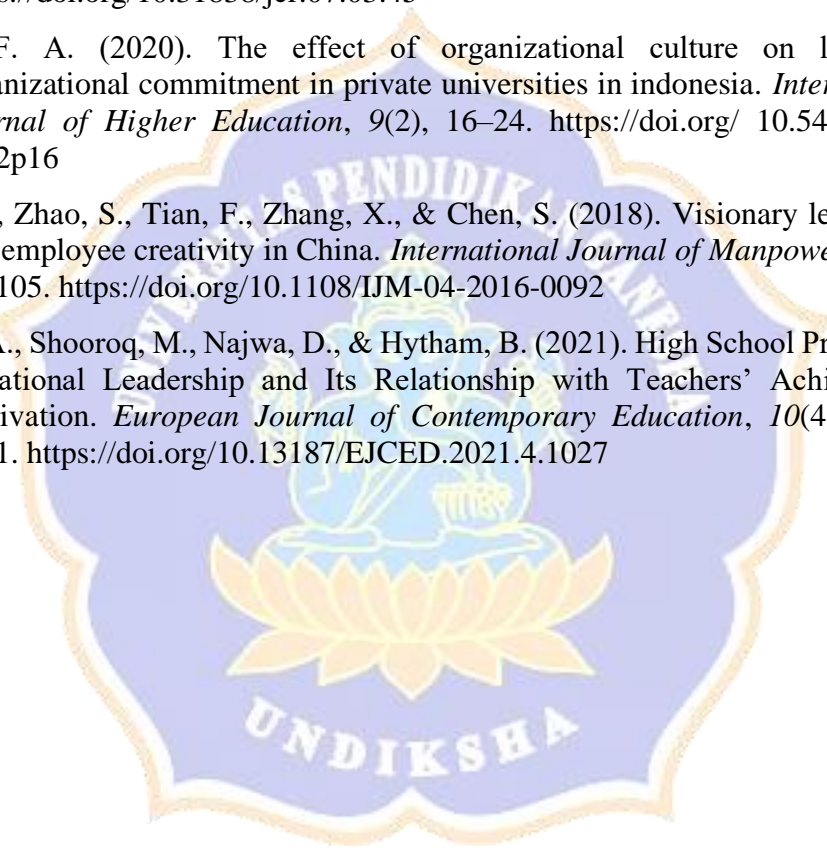 F. A. (2020). The effect of organizational culture on
anizational commitment in private universities in indonesia. Inter
rnal of Higher Education, 9(2), 16–24. https://doi.org/ 10.54
2p16
, Zhao, S., Tian, F., Zhang, X., & Chen, S. (2018). Visionary le
employee creativity in China. International Journal of Manpowe
105. https://doi.org/10.1108/IJM-04-2016-0092
A., Shooroq, M., Najwa, D., & Hytham, B. (2021). High School Pr
ational Leadership and Its Relationship with Teachers’ Achi
ivation. European Journal of Contemporary Education, 10(4
1. https://doi.org/10.13187/EJCED.2021.4.1027
UNIVERSITAS PENDIDIKAN GANESHA
UNDIKSHA